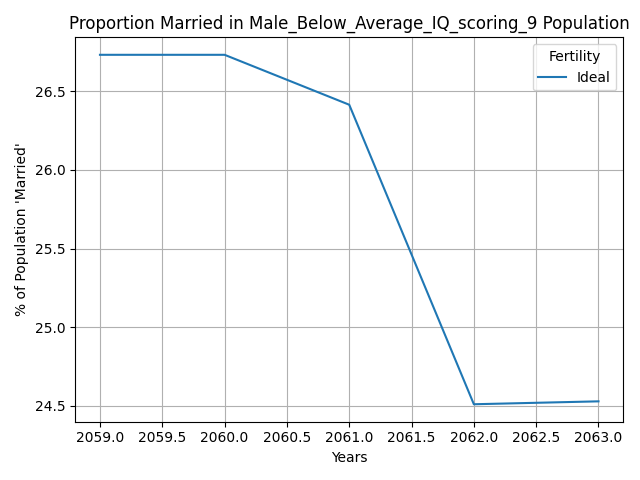 Proportion Married in Male_Below_Average_IQ_scoring_9 Population
Fertility
Ideal
% of Population 'Married'
26.5
26.0
25.5
25.0
24.5
2059.0 2059.5 2060.0 2060.5 2061.0 2061.5 2062.0 2062.5 2063.0
Years